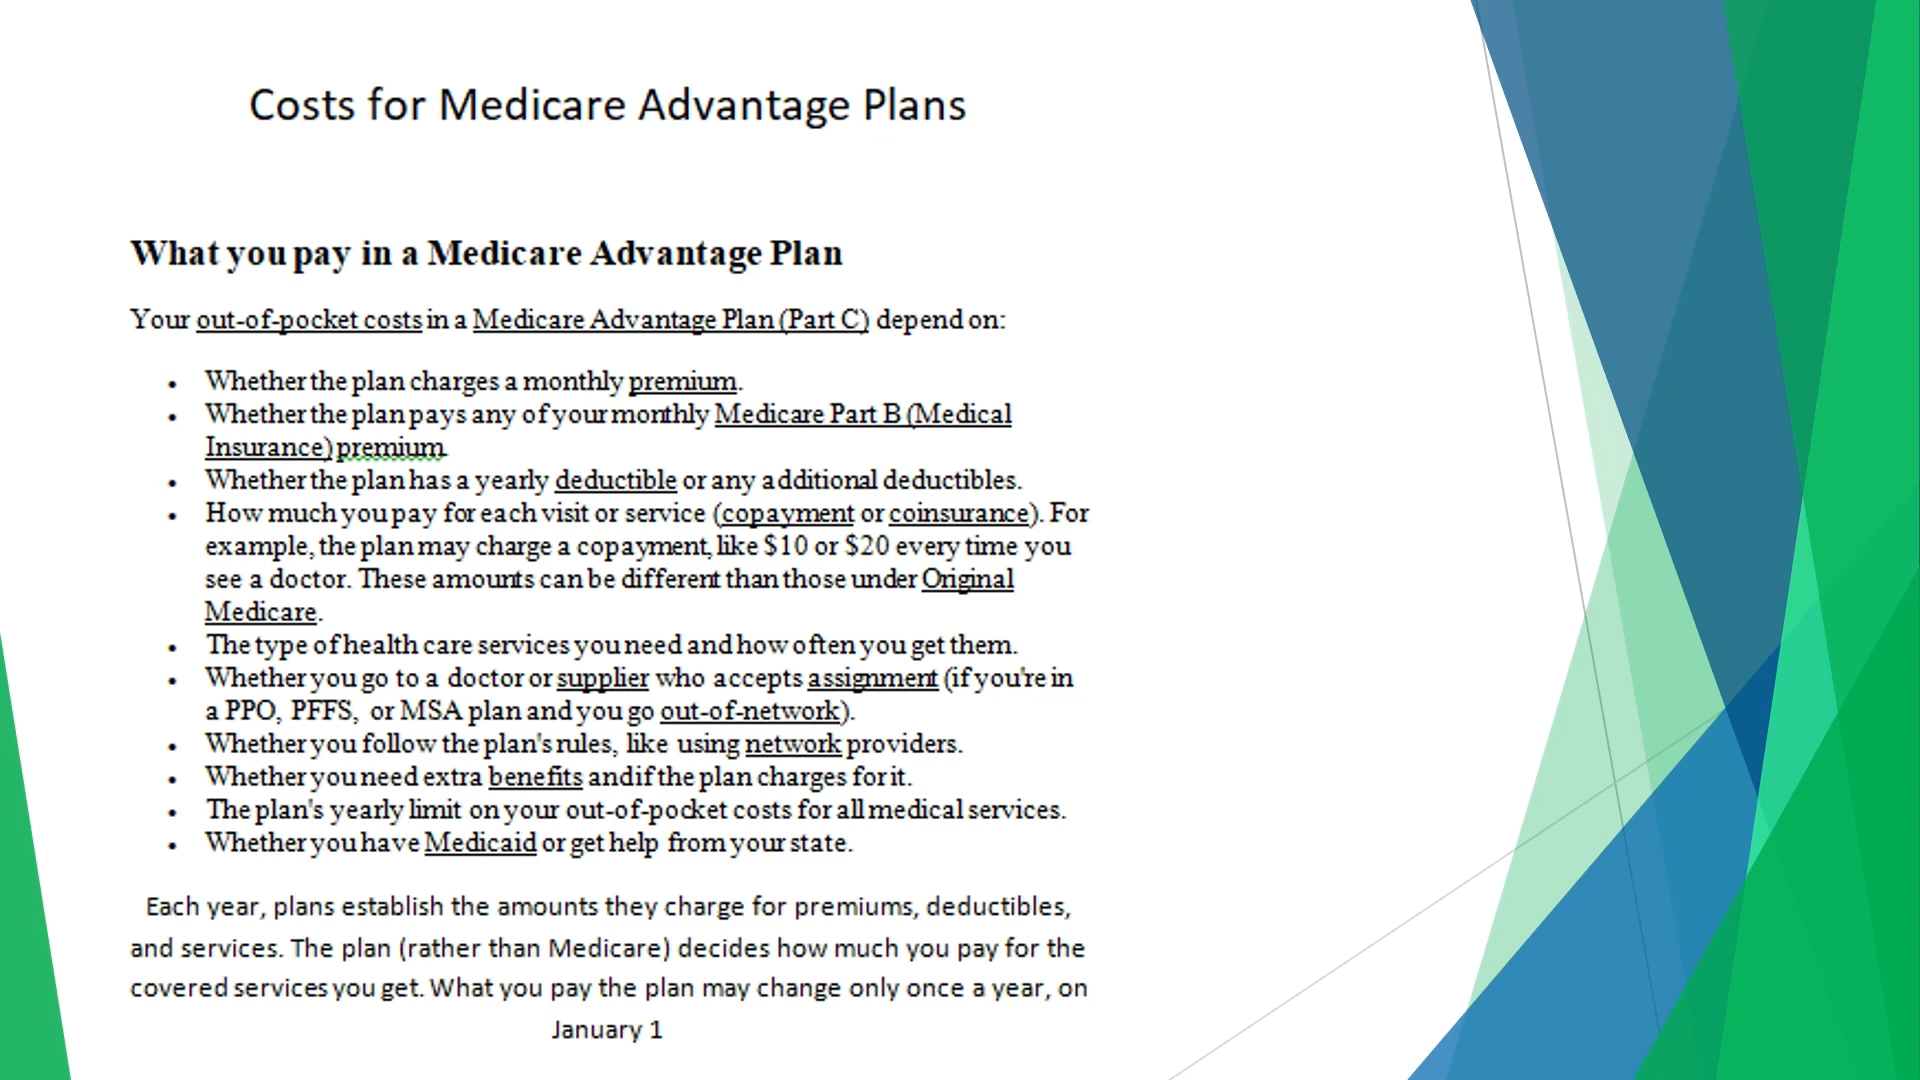 Costs for Medicare Advantage Plans
What you pay in a Medicare Advantage Plan
Your out-of-pocket costs in a Medicare Advantage Plan (Part C) depend on:
• Whether the plan charges a monthly premium.
• Whether the plan pays any of your monthly Medicare Part B (Medical
Insurance) premium.
• Whether the plan has a yearly deductible or any additional deductibles.
• How much you pay for each visit or service (copayment or coinsurance). For
example, the plan may charge a copayment, like $10 or $20 every time you
see a doctor. These amounts can be different than those under Original
Medicare.
• The type of health care services you need and how often you get them.
• Whether you go to a doctor or supplier who accepts assignment (if you're in
a PPO, PFFS, or MSA plan and you go out-of-network).
• Whether you follow the plan's rules, like using network providers.
• Whether you need extra benefits and if the plan charges for it.
• The plan's yearly limit on your out-of-pocket costs for all medical services.
• Whether you have Medicaid or get help from your state.
Each year, plans establish the amounts they charge for premiums, deductibles,
and services. The plan (rather than Medicare) decides how much you pay for the
covered services you get. What you pay the plan may change only once a year, on
January 1